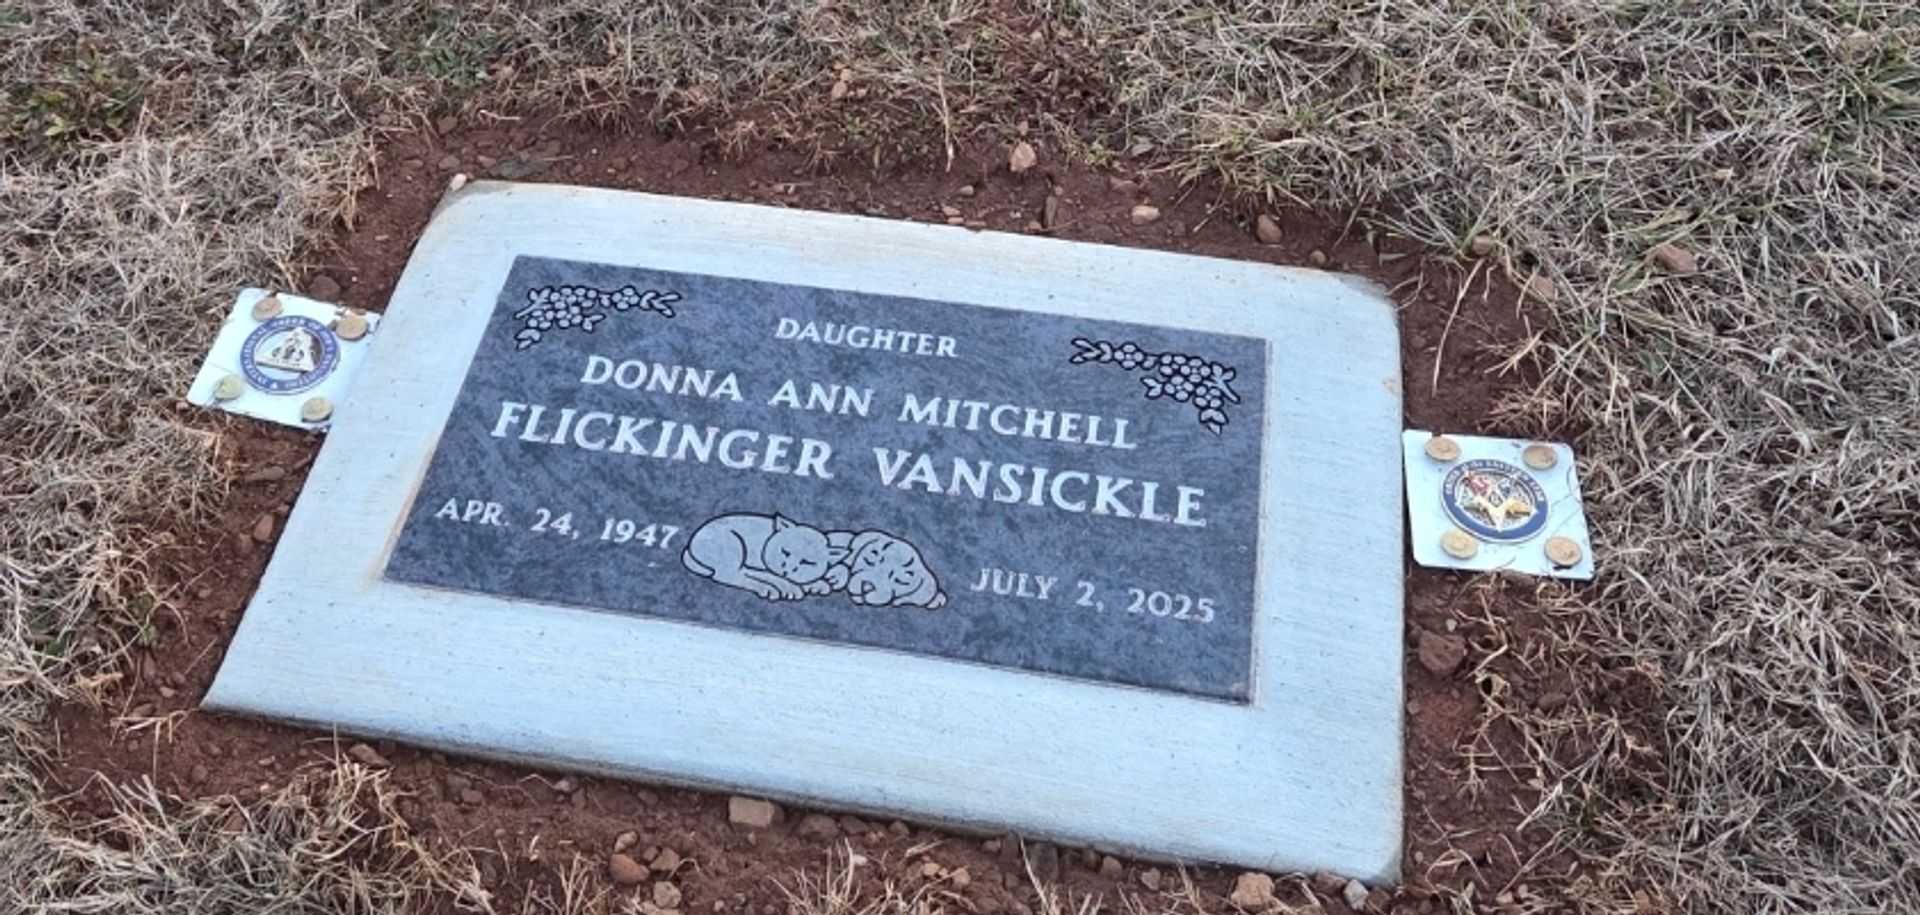 DAUGHTER
DONNA ANN MITCHELL
FLICKINGER VANSICKLE
APR. 24, 1947
JULY 2, 2025